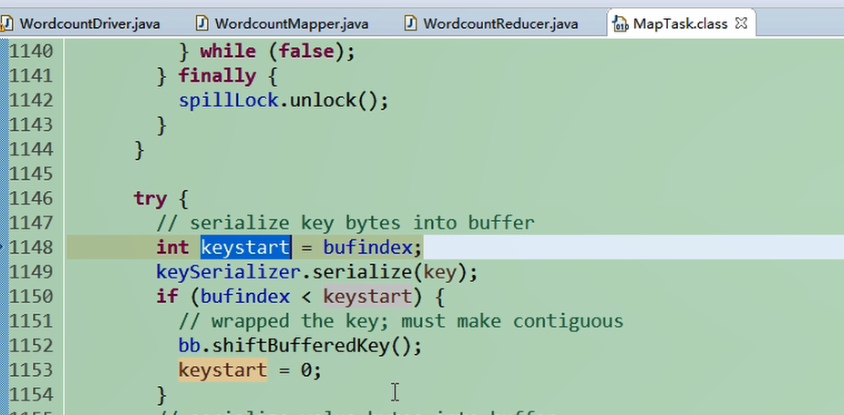 WordcountDriver.java WordcountMapper.java WordcountReducer.java MapTask.class
1140 } while (false);
1141 } finally {
1142 spillLock.unlock();
1143 }
1144 }
1145
1146 try {
1147 // serialize key bytes into buffer
1148 int keystart = bufindex;
1149 keySerializer.serialize(key);
1150 if (bufindex < keystart) {
1151 // wrapped the key; must make contiguous
1152 bb.shiftBufferedKey();
1153 keystart = 0;
1154 }